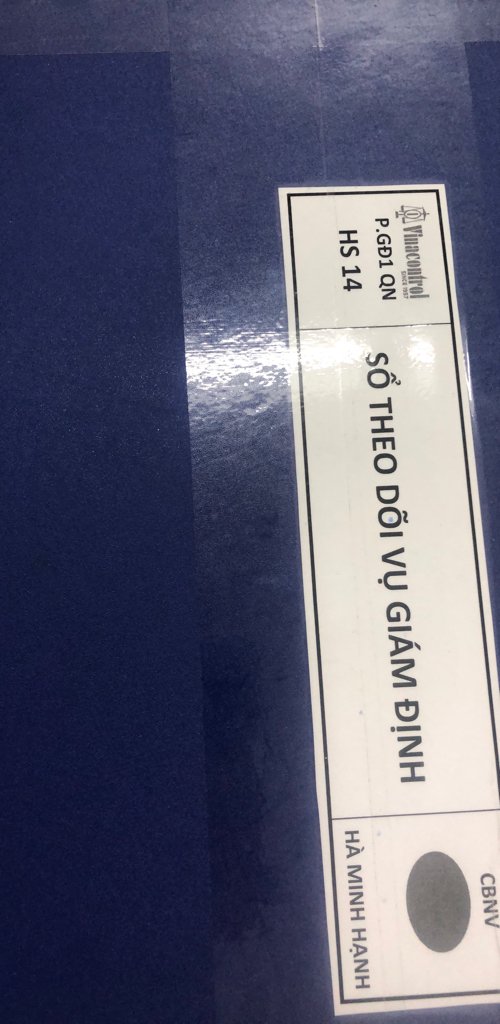 Vinacontrol
SINCE 1957
P.GĐ1 QN
HS 14
SỔ THEO DÕI VỤ GIÁM ĐỊNH
CBNV
HÀ MINH HẠNH